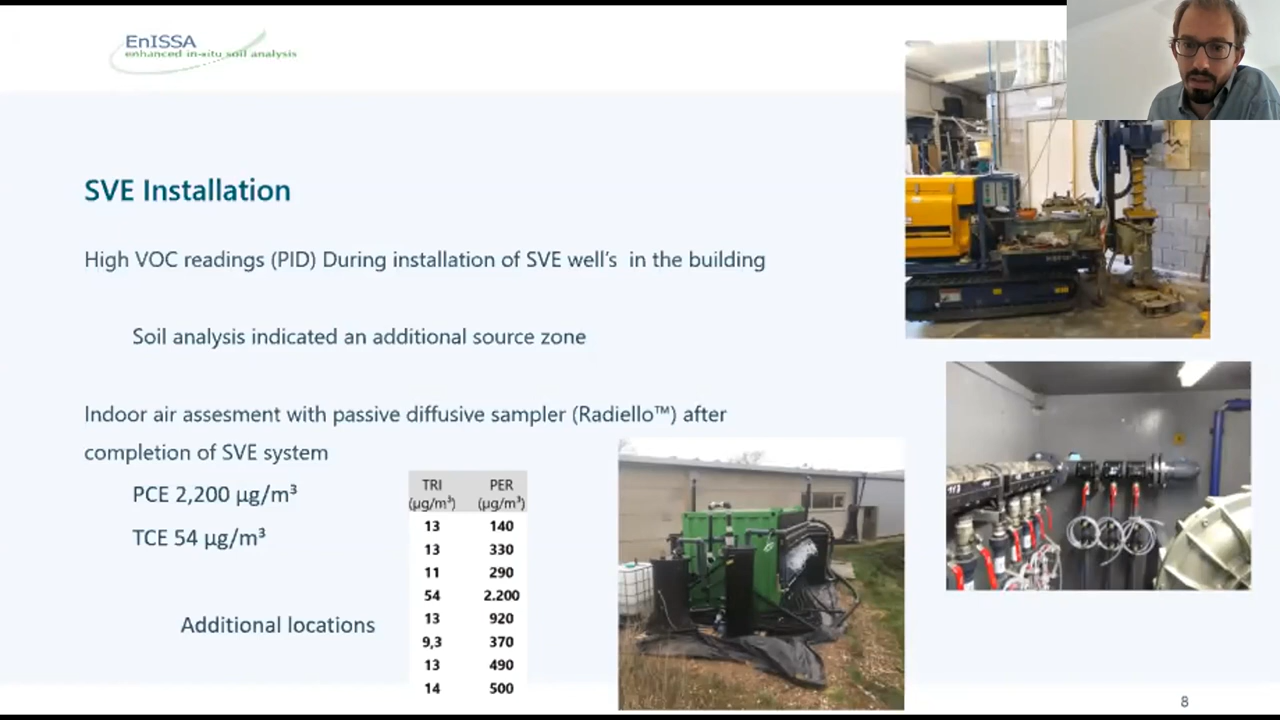 EnISSA
enhanced in-situ soil analysis
SVE Installation
High VOC readings (PID) During installation of SVE well's in the building
Soil analysis indicated an additional source zone
Indoor air assesment with passive diffusive sampler (Radiello™) after
completion of SVE system
PCE 2,200 µg/m³
TCE 54 µg/m³
Additional locations
TRI PER
(µg/m³) (µg/m³)
13 140
13 330
11 290
54 2.200
13 920
9,3 370
13 490
14 500
8